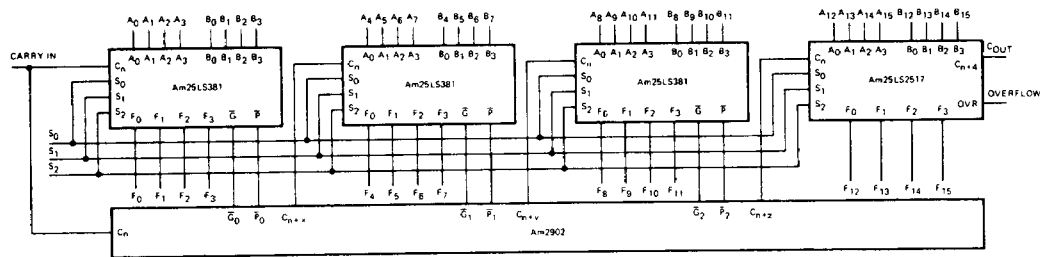 A0 A1 A2 A3 B0 B1 B2 B3 A4 A5 A6 A7 B4 B5 B6 B7 A8 A9 A10 A11 B8 B9 B10 B11 A12 A13 A14 A15 B12 B13 B14 B15
CARRY IN
A0 A1 A2 A3 B0 B1 B2 B3
Cn
S0
S1
S2
Am25LS381
F0 F1 F2 F3 G̅ P̅
A0 A1 A2 A3 B0 B1 B2 B3
Cn
S0
S1
S2
Am25LS381
F0 F1 F2 F3 G̅ P̅
A0 A1 A2 A3 B0 B1 B2 B3
Cn
S0
S1
S2
Am25LS381
F0 F1 F2 F3 G̅ P̅
A0 A1 A2 A3 B0 B1 B2 B3
Cn
S0
S1
S2
Am25LS2517
Cn+4
OVR
F0 F1 F2 F3
COUT
OVERFLOW
S0
S1
S2
F0 F1 F2 F3 F4 F5 F6 F7 F8 F9 F10 F11 F12 F13 F14 F15
Cn G̅0 P̅0 Cn+x G̅1 P̅1 Cn+y G̅2 P̅2 Cn+z
Am2902